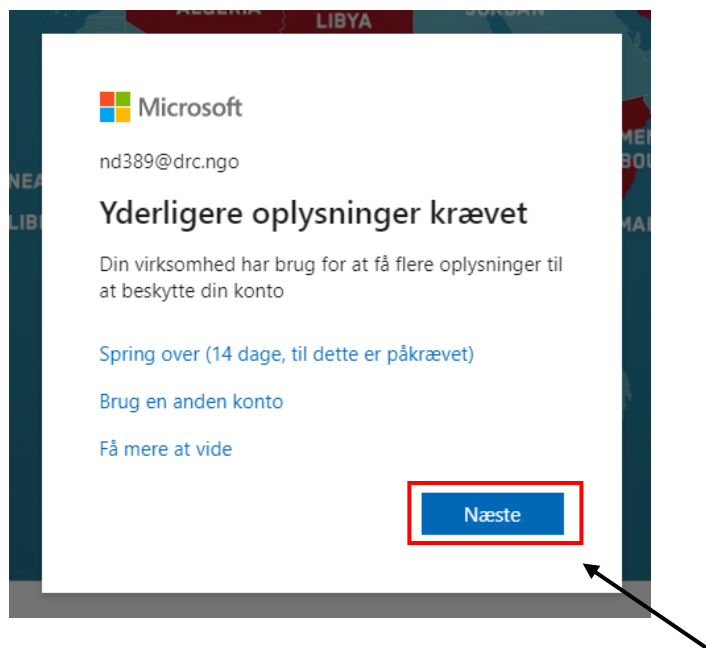 LIBYA
Microsoft
nd389@drc.ngo
Yderligere oplysninger krævet
Din virksomhed har brug for at få flere oplysninger til
at beskytte din konto
Spring over (14 dage, til dette er påkrævet)
Brug en anden konto
Få mere at vide
Næste